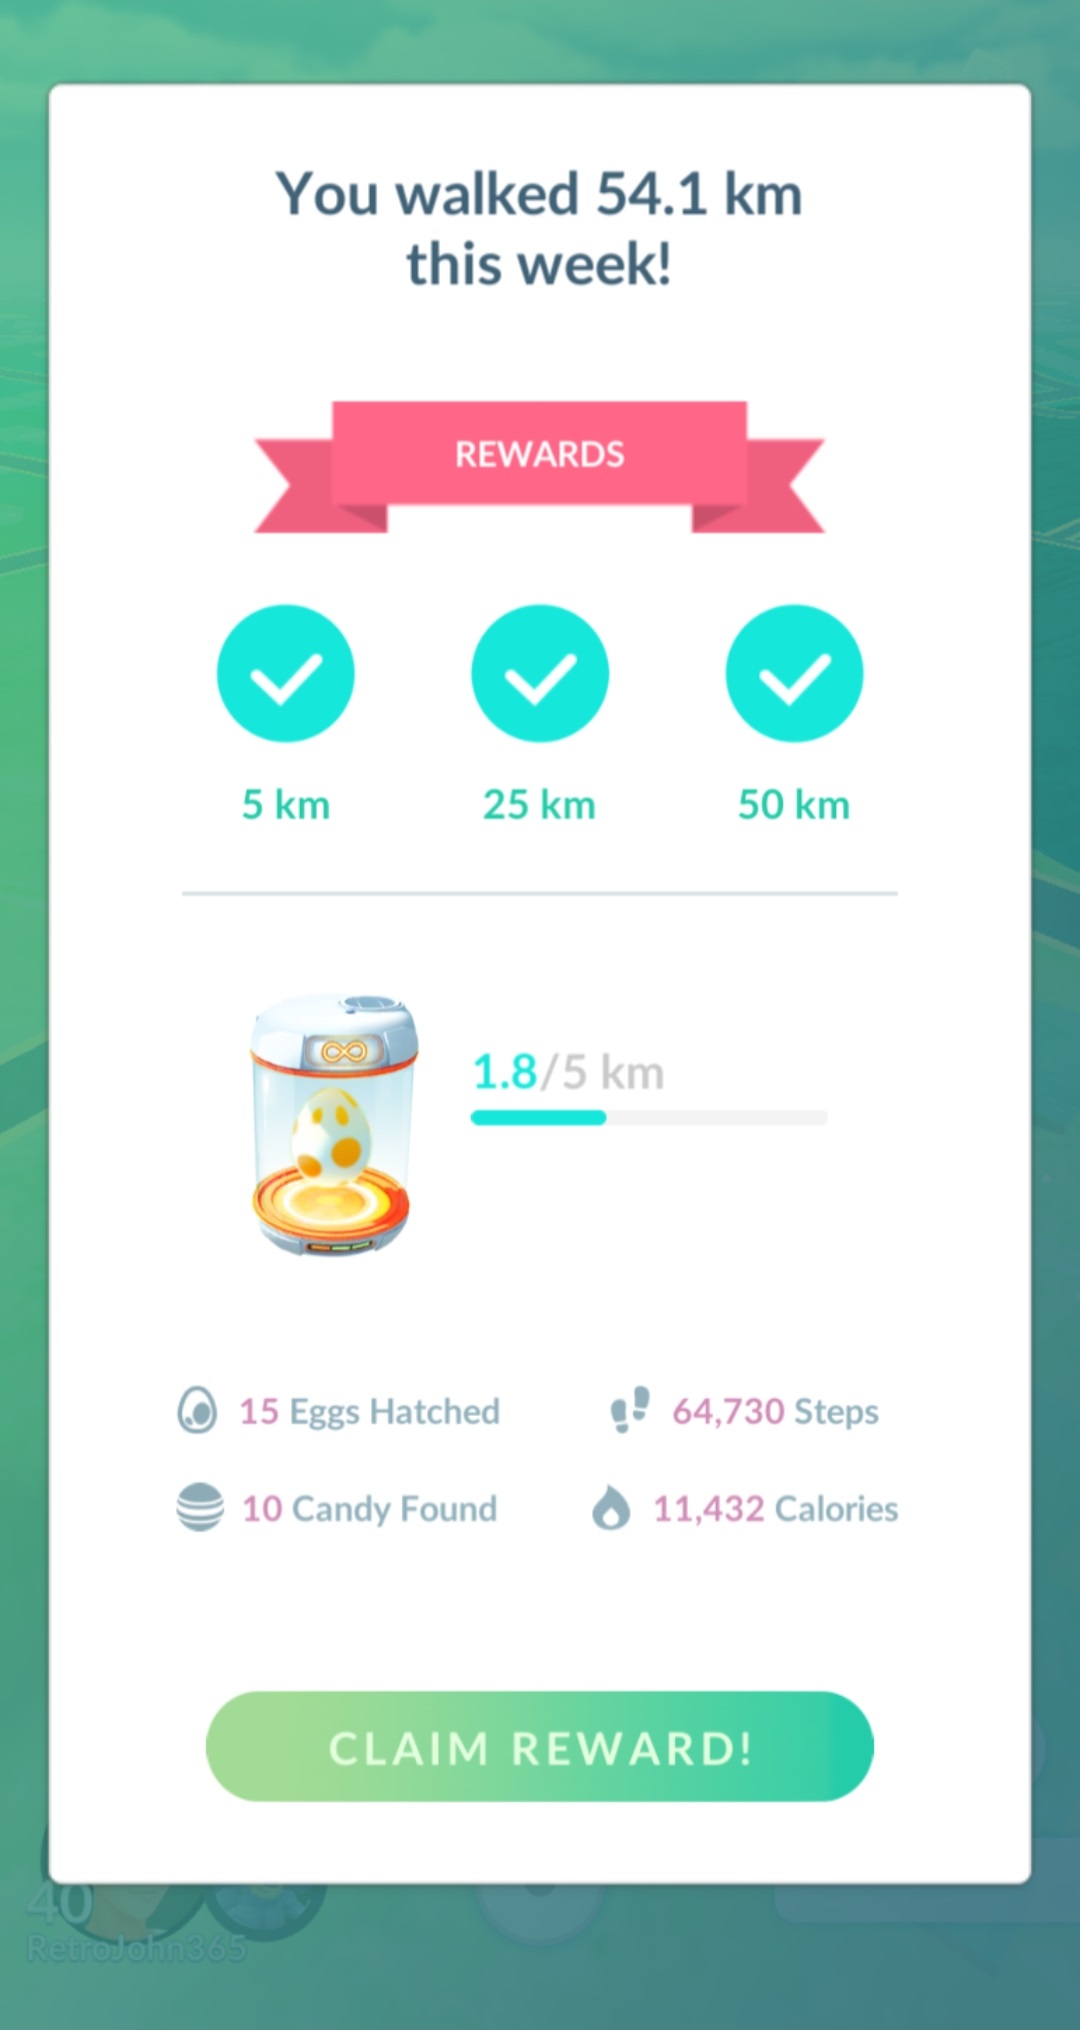 You walked 54.1 km
this week!
REWARDS
5 km
25 km
50 km
1.8/5 km
15 Eggs Hatched
64,730 Steps
10 Candy Found
11,432 Calories
CLAIM REWARD!
40
RetroJohn365